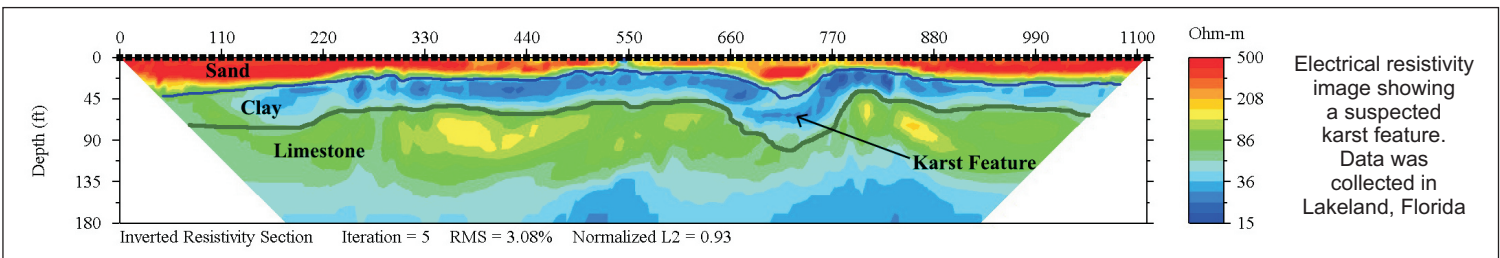 0 110 220 330 440 550 660 770 880 990 1100
Depth (ft)
0
45
90
135
180
Sand
Clay
Limestone
Karst Feature
Inverted Resistivity Section Iteration = 5 RMS = 3.08% Normalized L2 = 0.93
Ohm-m
500
208
86
36
15
Electrical resistivity
image showing
a suspected
karst feature.
Data was
collected in
Lakeland, Florida